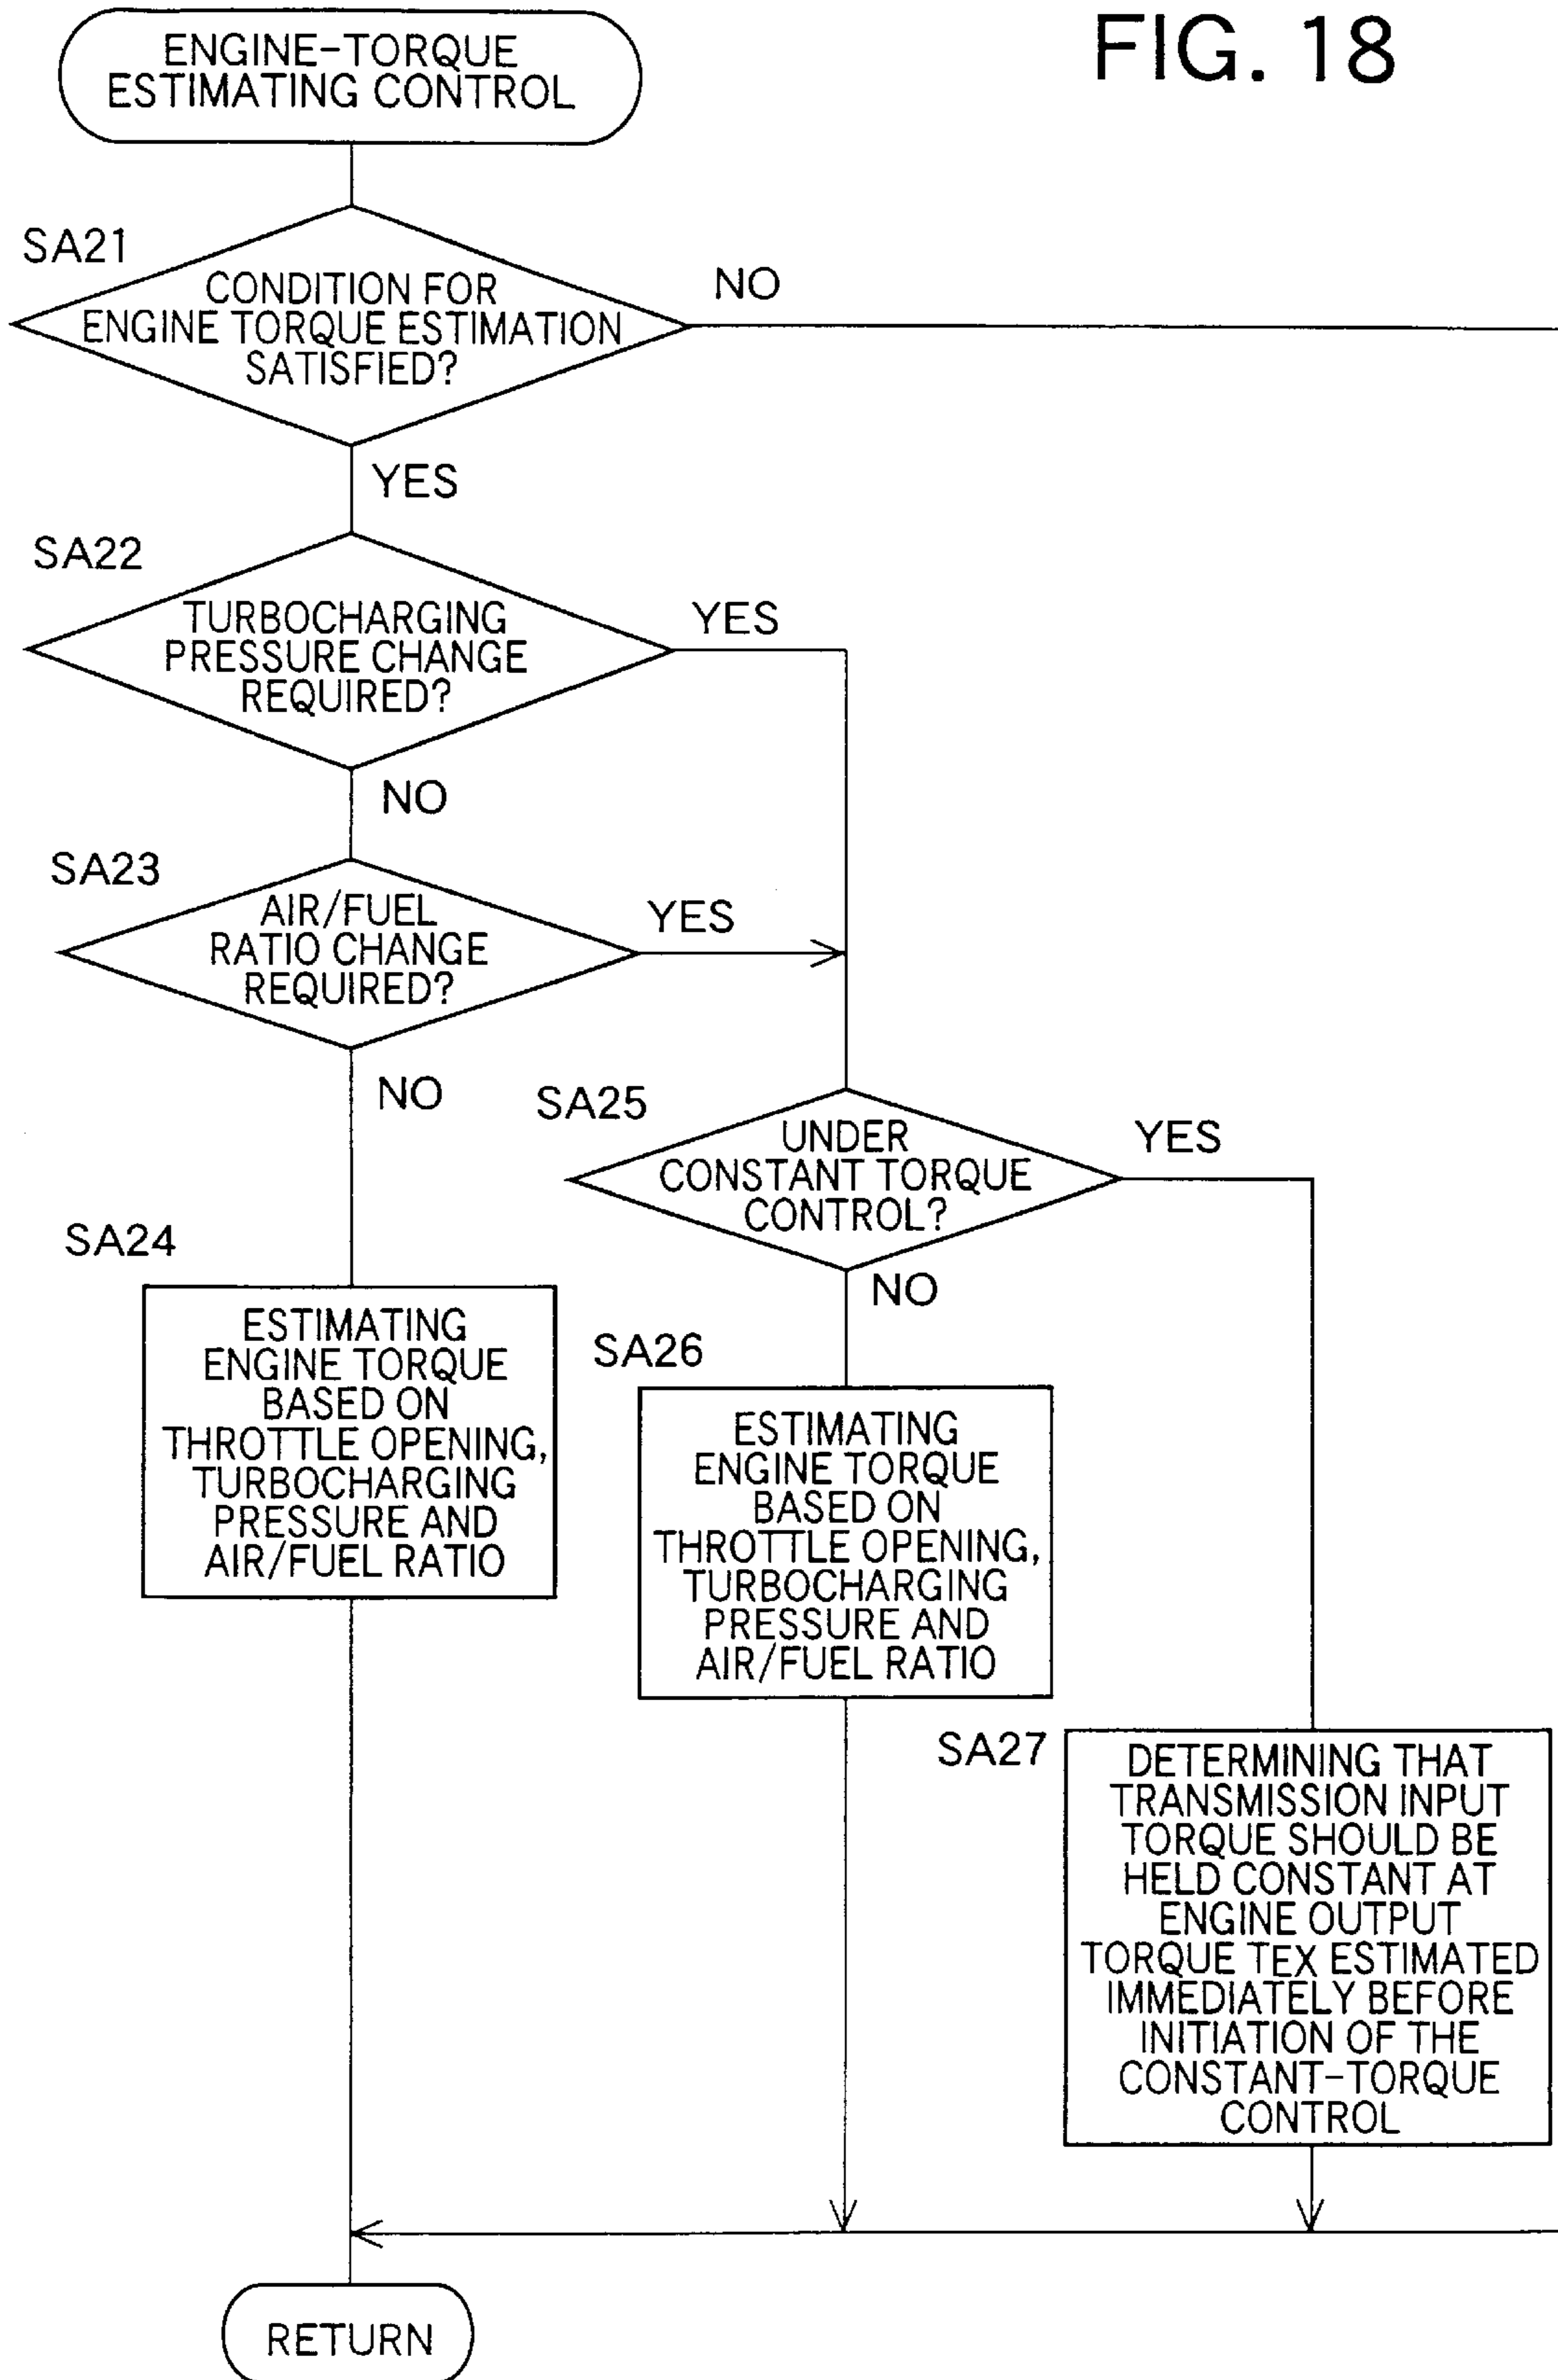 FIG. 18
ENGINE-TORQUE
ESTIMATING CONTROL
SA21
CONDITION FOR
ENGINE TORQUE ESTIMATION
SATISFIED?
NO
YES
SA22
TURBOCHARGING
PRESSURE CHANGE
REQUIRED?
YES
NO
SA23
AIR/FUEL
RATIO CHANGE
REQUIRED?
YES
NO
SA25
UNDER
CONSTANT TORQUE
CONTROL?
YES
NO
SA24
ESTIMATING
ENGINE TORQUE
BASED ON
THROTTLE OPENING,
TURBOCHARGING
PRESSURE AND
AIR/FUEL RATIO
SA26
ESTIMATING
ENGINE TORQUE
BASED ON
THROTTLE OPENING,
TURBOCHARGING
PRESSURE AND
AIR/FUEL RATIO
SA27
DETERMINING THAT
TRANSMISSION INPUT
TORQUE SHOULD BE
HELD CONSTANT AT
ENGINE OUTPUT
TORQUE TEX ESTIMATED
IMMEDIATELY BEFORE
INITIATION OF THE
CONSTANT-TORQUE
CONTROL
RETURN